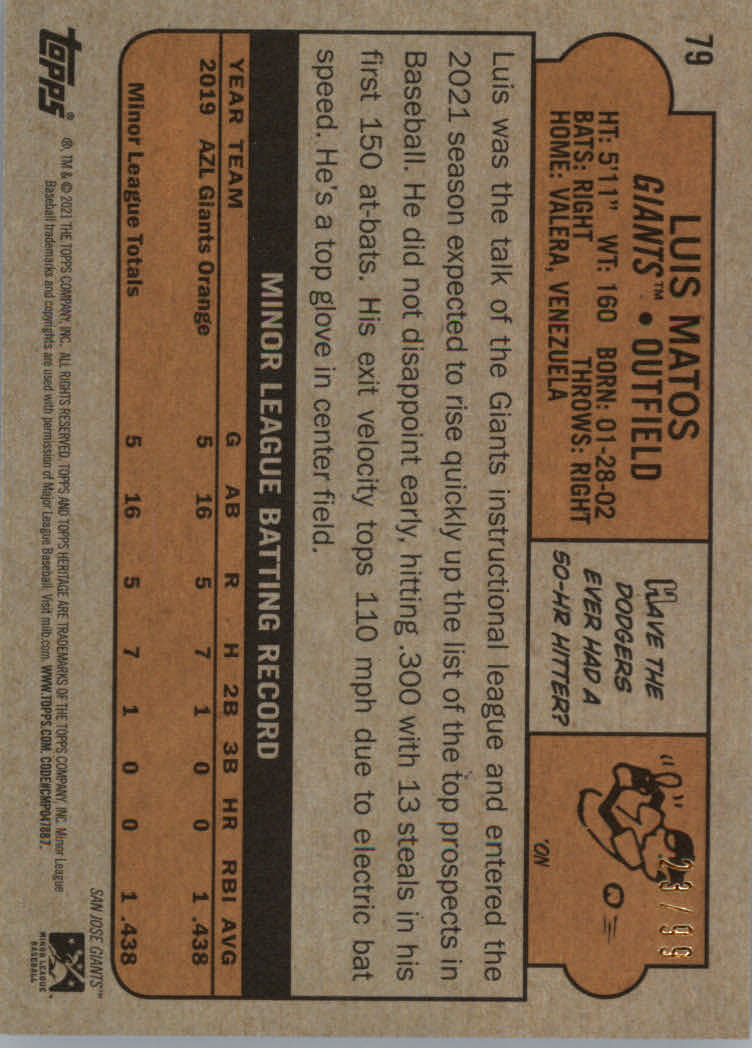 79
LUIS MATOS
GIANTS™ • OUTFIELD
HT: 5'11" WT: 160 BORN: 01-28-02
BATS: RIGHT THROWS: RIGHT
HOME: VALERA, VENEZUELA
HAVE THE
DODGERS
EVER HAD A
50-HR HITTER?
"0"
'ON
23/99
Luis was the talk of the Giants instructional league and entered the
2021 season expected to rise quickly up the list of the top prospects in
Baseball. He did not disappoint early, hitting .300 with 13 steals in his
first 150 at-bats. His exit velocity tops 110 mph due to electric bat
speed. He's a top glove in center field.
MINOR LEAGUE BATTING RECORD
YEAR TEAM G AB R H 2B 3B HR RBI AVG
2019 AZL Giants Orange 5 16 5 7 1 0 0 1 .438
Minor League Totals 5 16 5 7 1 0 0 1 .438
SAN JOSE GIANTS™
topps®
®, TM & © 2021 THE TOPPS COMPANY, INC. ALL RIGHTS RESERVED. TOPPS AND TOPPS HERITAGE ARE TRADEMARKS OF THE TOPPS COMPANY, INC. Minor League
Baseball trademarks and copyrights are used with permission of Major League Baseball. Visit milb.com. WWW.TOPPS.COM. CODE#CMP047887.
MINOR LEAGUE
BASEBALL